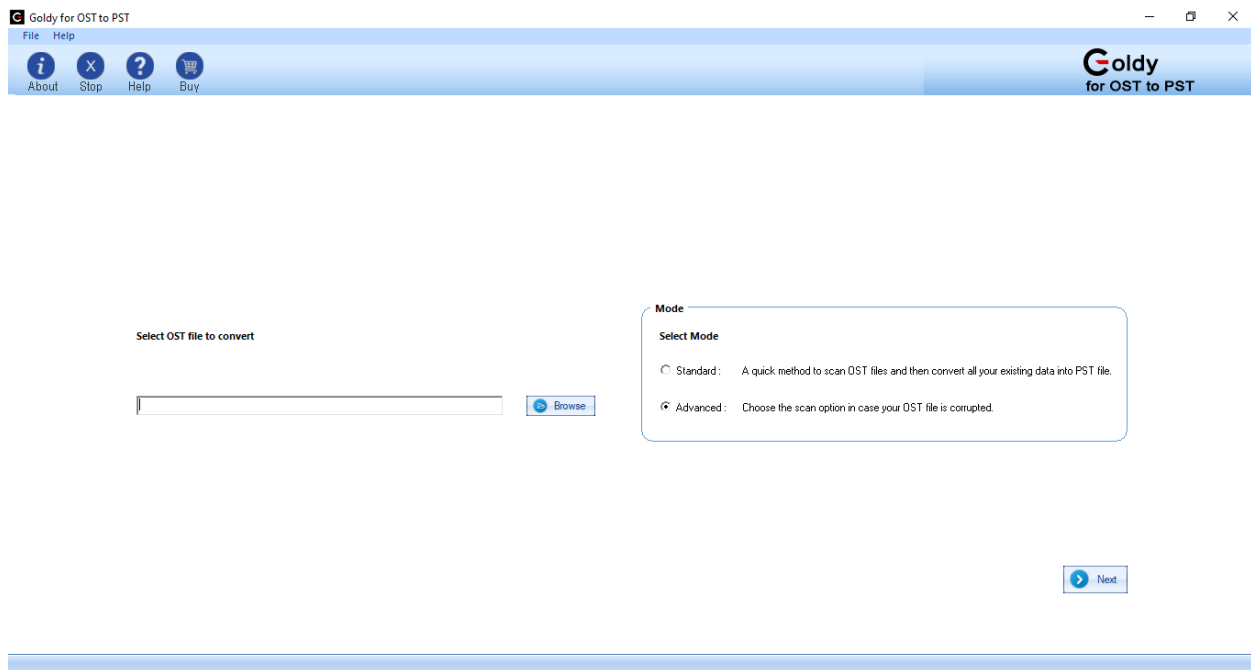 Goldy for OST to PST
File Help
About Stop Help Buy
Goldy
for OST to PST
Select OST file to convert
Browse
Mode
Select Mode
Standard : A quick method to scan OST files and then convert all your existing data into PST file.
Advanced : Choose the scan option in case your OST file is corrupted.
Next